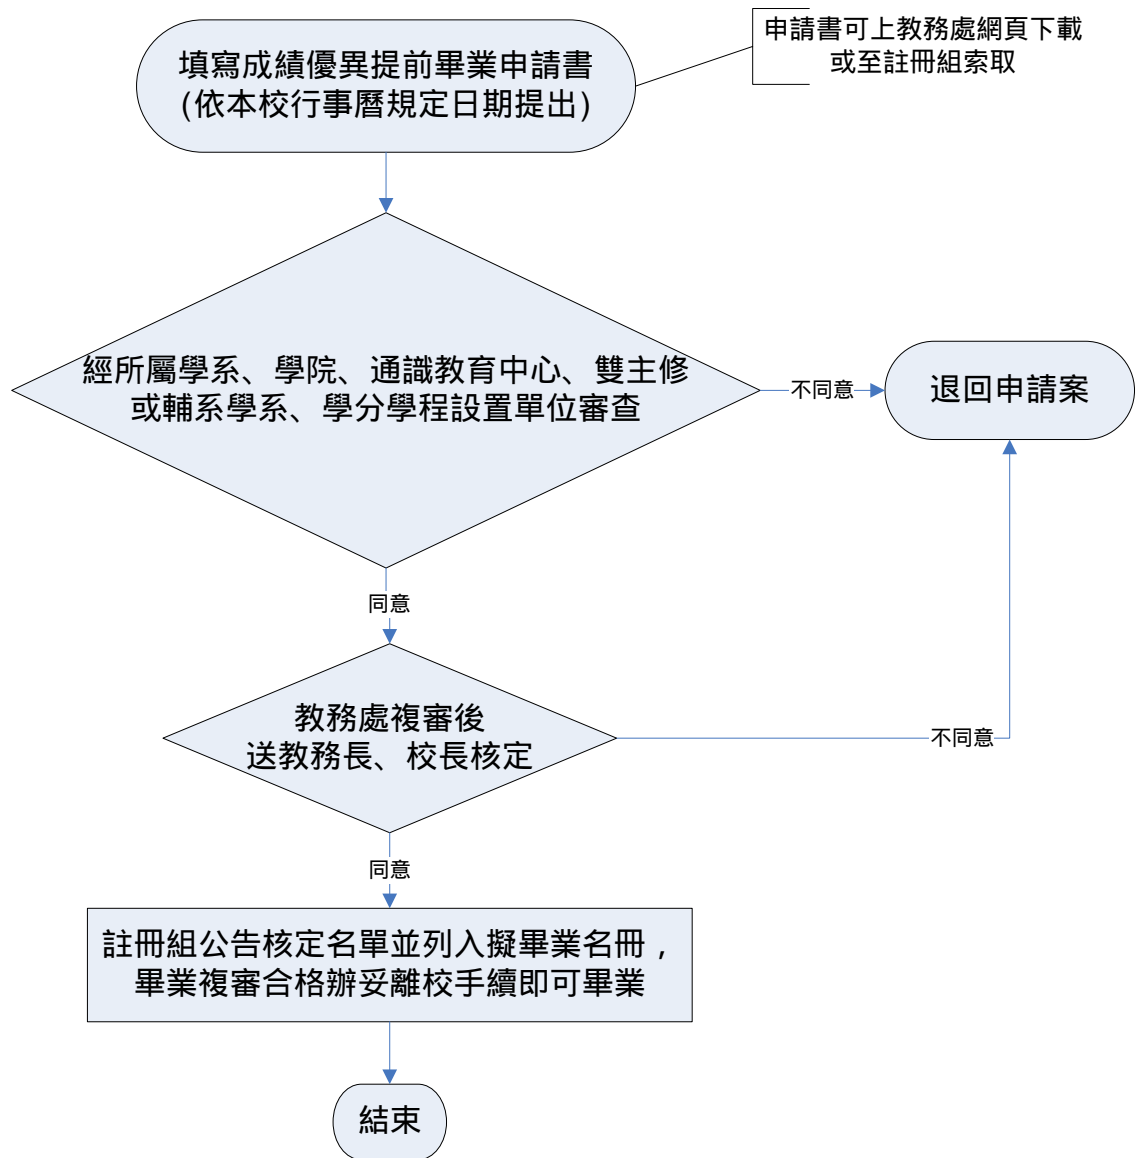 填寫成績優異提前畢業申請書
(依本校行事曆規定日期提出)
申請書可上教務處網頁下載
或至註冊組索取
經所屬學系、學院、通識教育中心、雙主修
或輔系學系、學分學程設置單位審查
不同意
退回申請案
同意
教務處複審後
送教務長、校長核定
不同意
同意
註冊組公告核定名單並列入擬畢業名冊，
畢業複審合格辦妥離校手續即可畢業
結束